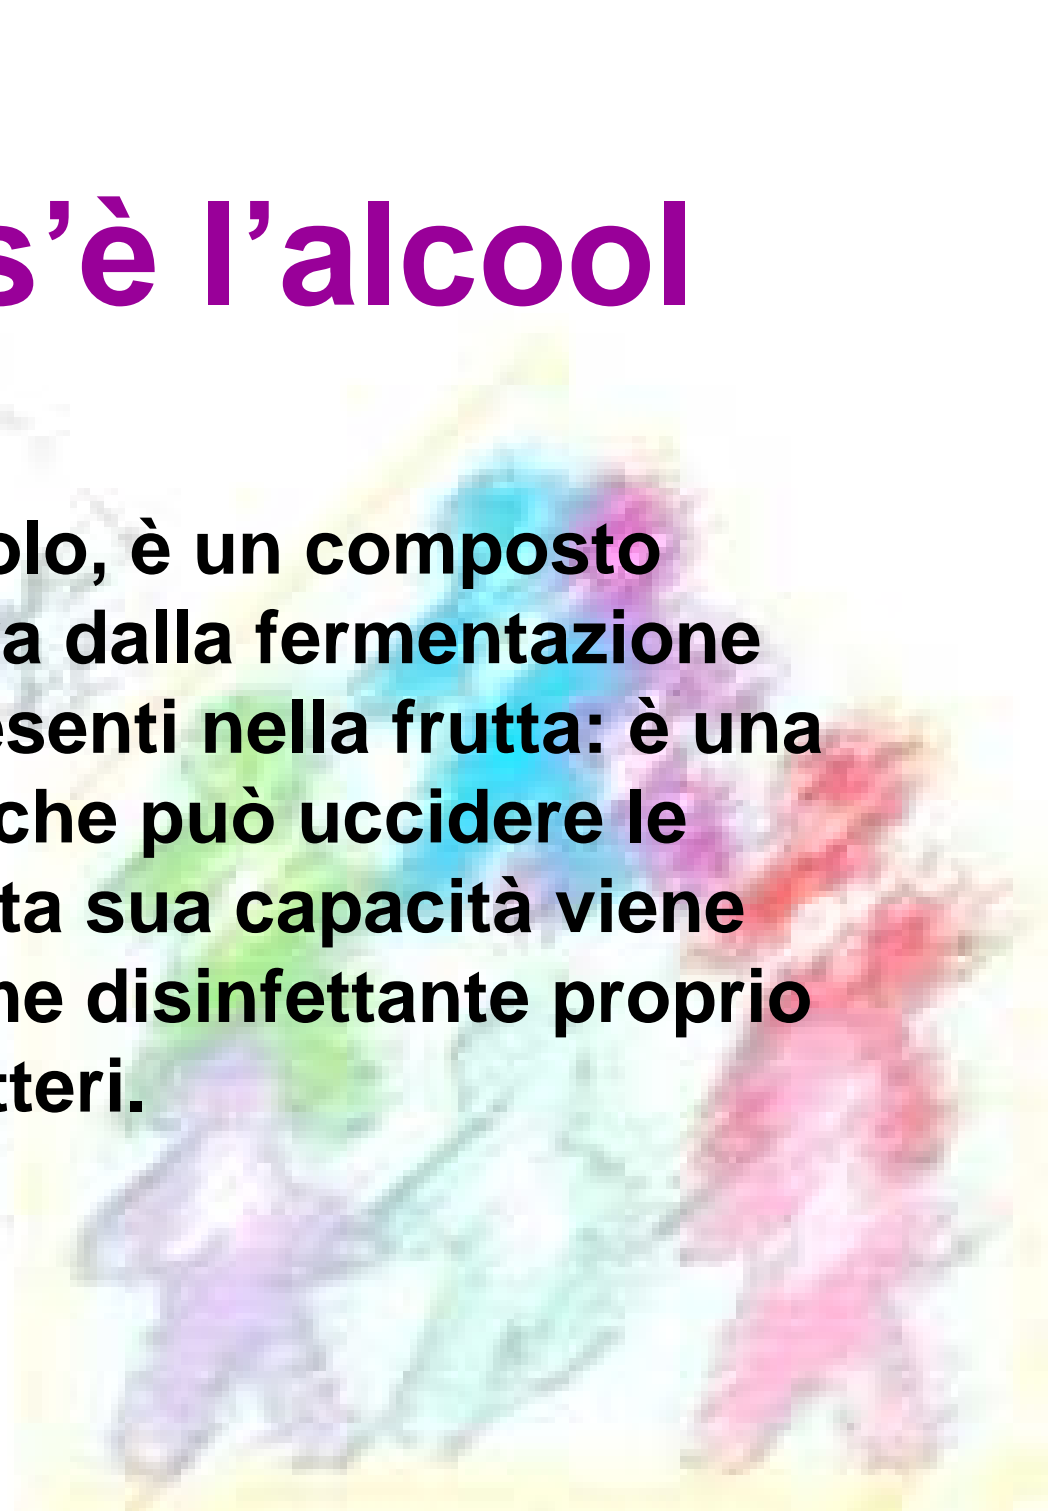 s’è l’alcool
olo, è un composto
a dalla fermentazione
esenti nella frutta: è una
che può uccidere le
ta sua capacità viene
ne disinfettante proprio
tteri.